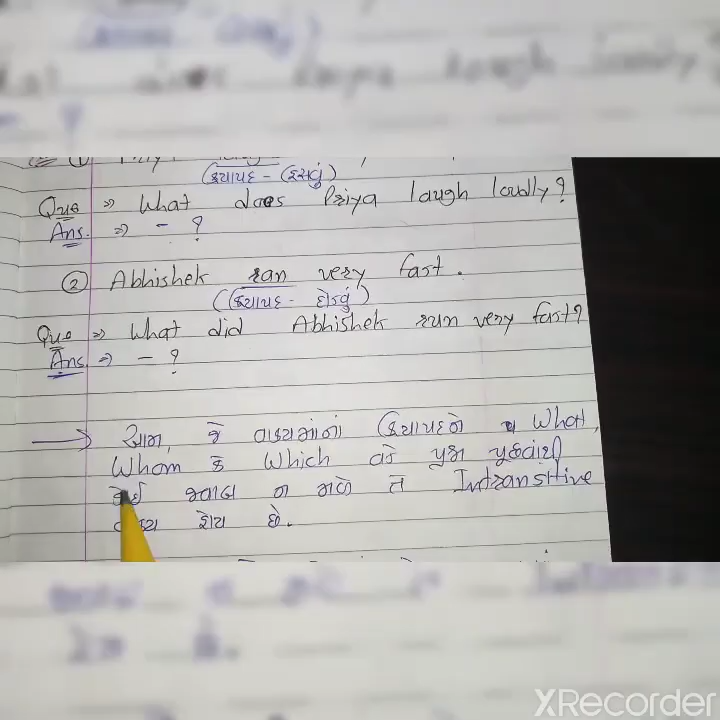 (ક્રિયાપદ - હસવું)
Que ⇒ What does Priya laugh loudly?
Ans. ⇒ - ?
② Abhishek ran very fast.
(ક્રિયાપદ - દોડવું)
Que ⇒ What did Abhishek run very fast?
Ans. ⇒ - ?
→ આમ, જે વાક્યમાંના ક્રિયાપદને What,
Whom કે Which વડે પ્રશ્ન પૂછવાથી
કોઈ જવાબ ન મળે તે Intransitive
હોય છે.
XRecorder